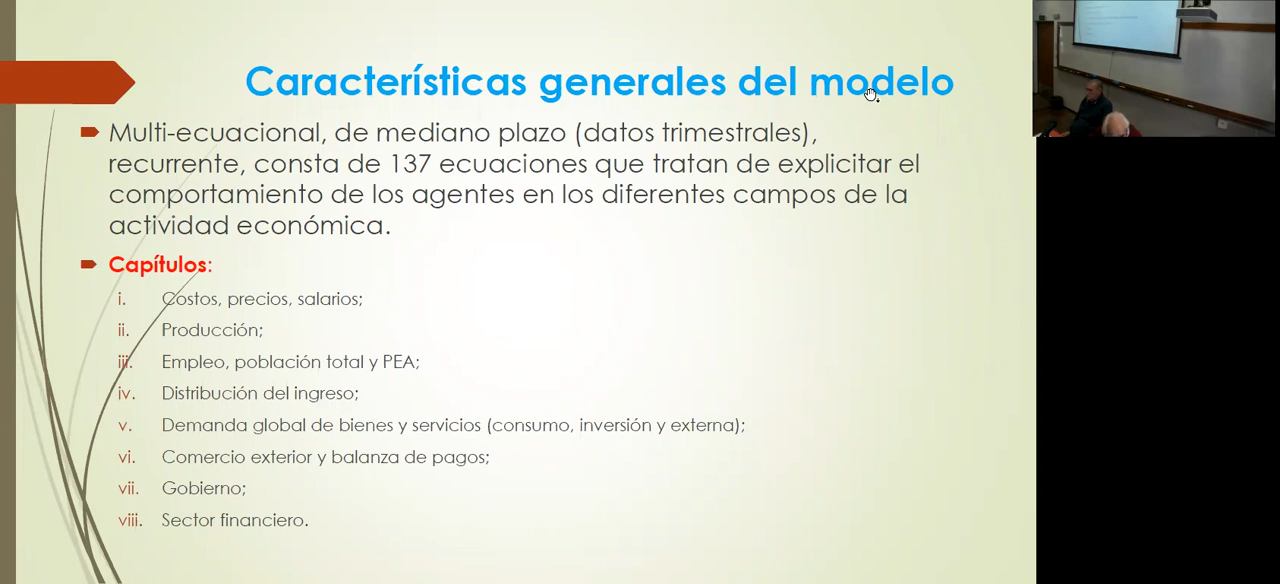 Características generales del modelo
Multi-ecuacional, de mediano plazo (datos trimestrales),
recurrente, consta de 137 ecuaciones que tratan de explicitar el
comportamiento de los agentes en los diferentes campos de la
actividad económica.
Capítulos:
i. Costos, precios, salarios;
ii. Producción;
iii. Empleo, población total y PEA;
iv. Distribución del ingreso;
v. Demanda global de bienes y servicios (consumo, inversión y externa);
vi. Comercio exterior y balanza de pagos;
vii. Gobierno;
viii. Sector financiero.